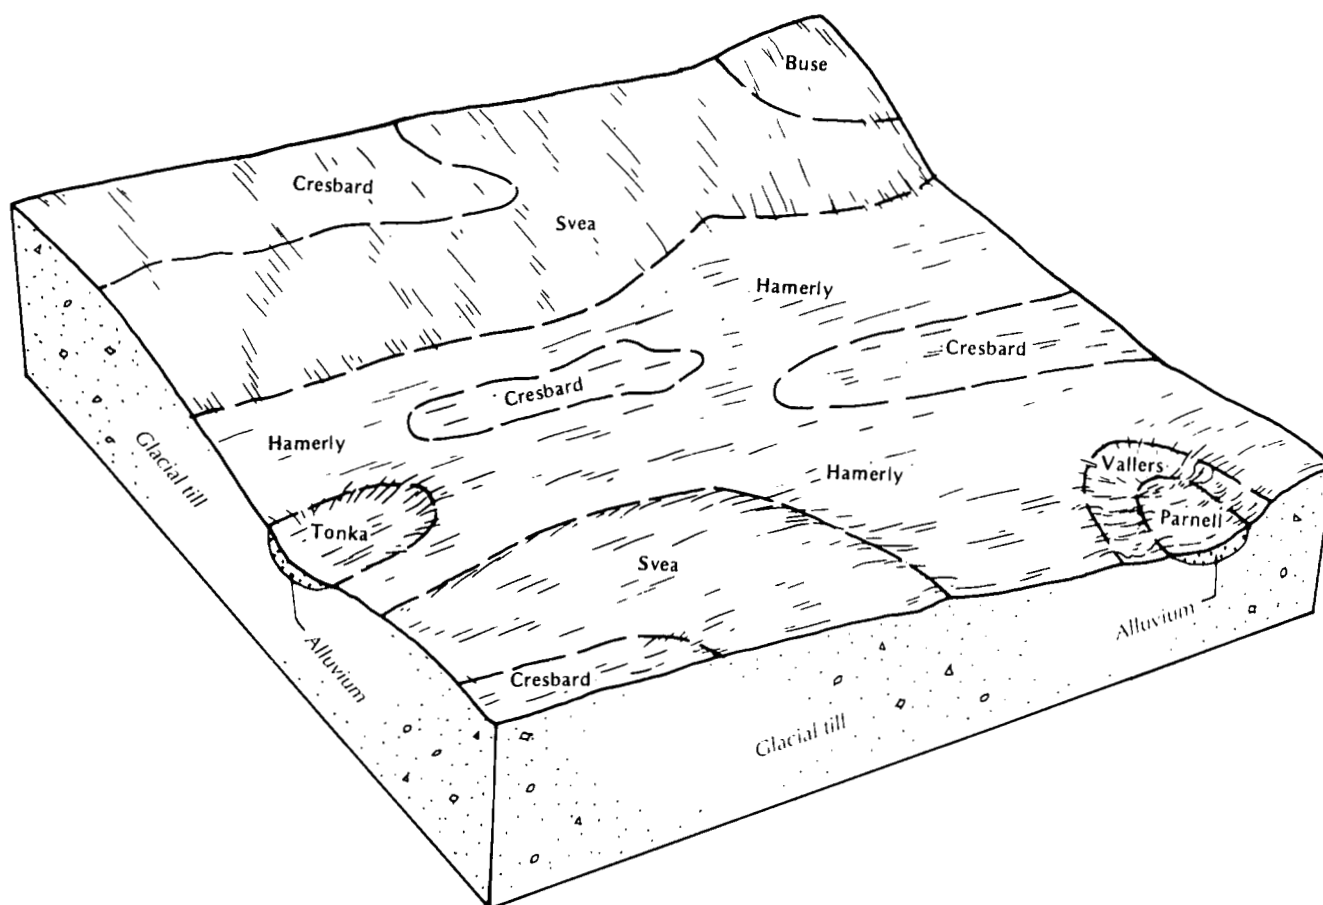 Buse
Cresbard
Svea
Hamerly
Cresbard
Cresbard
Hamerly
Glacial till
Hamerly
Vallers
Tonka
Parnell
Svea
Alluvium
Alluvium
Cresbard
Glacial till